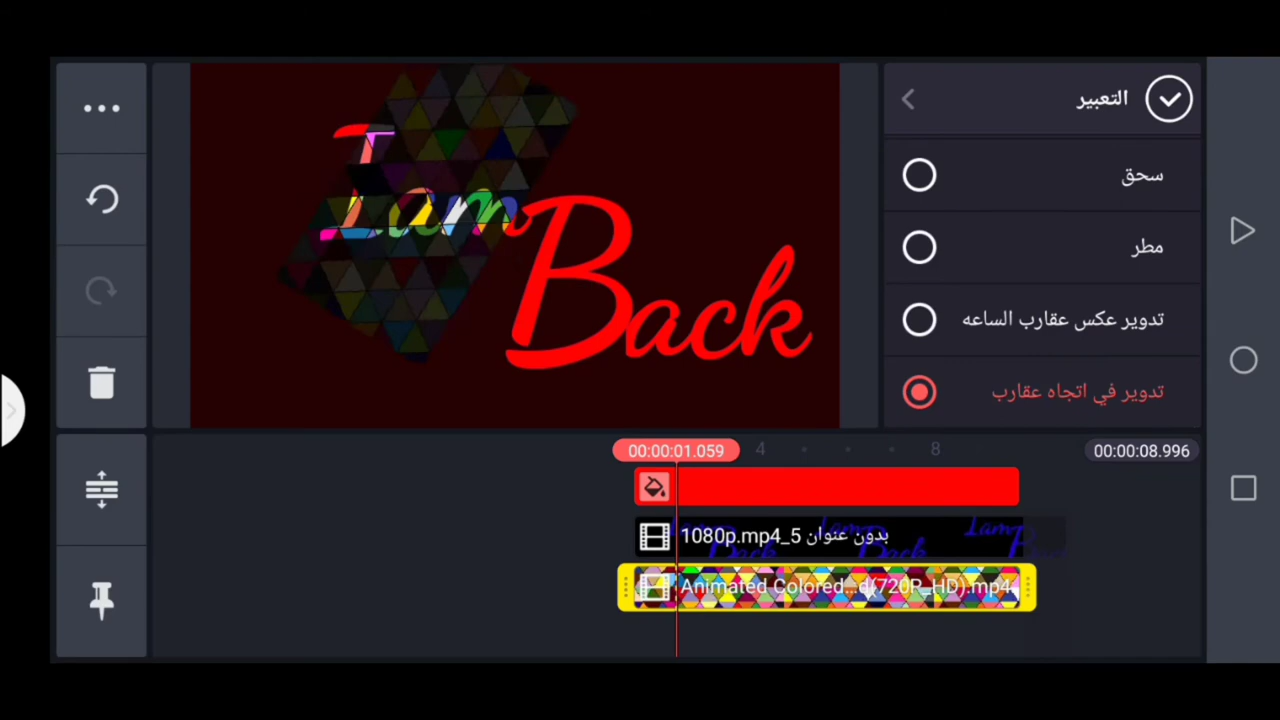 التعبير
سحق
مطر
تدوير عكس عقارب الساعه
تدوير في اتجاه عقارب
I
Iam
Back
00:00:01.059
4
8
00:00:08.996
بدون عنوان 5_1080p.mp4
Animated Colored...d(720P_HD).mp4